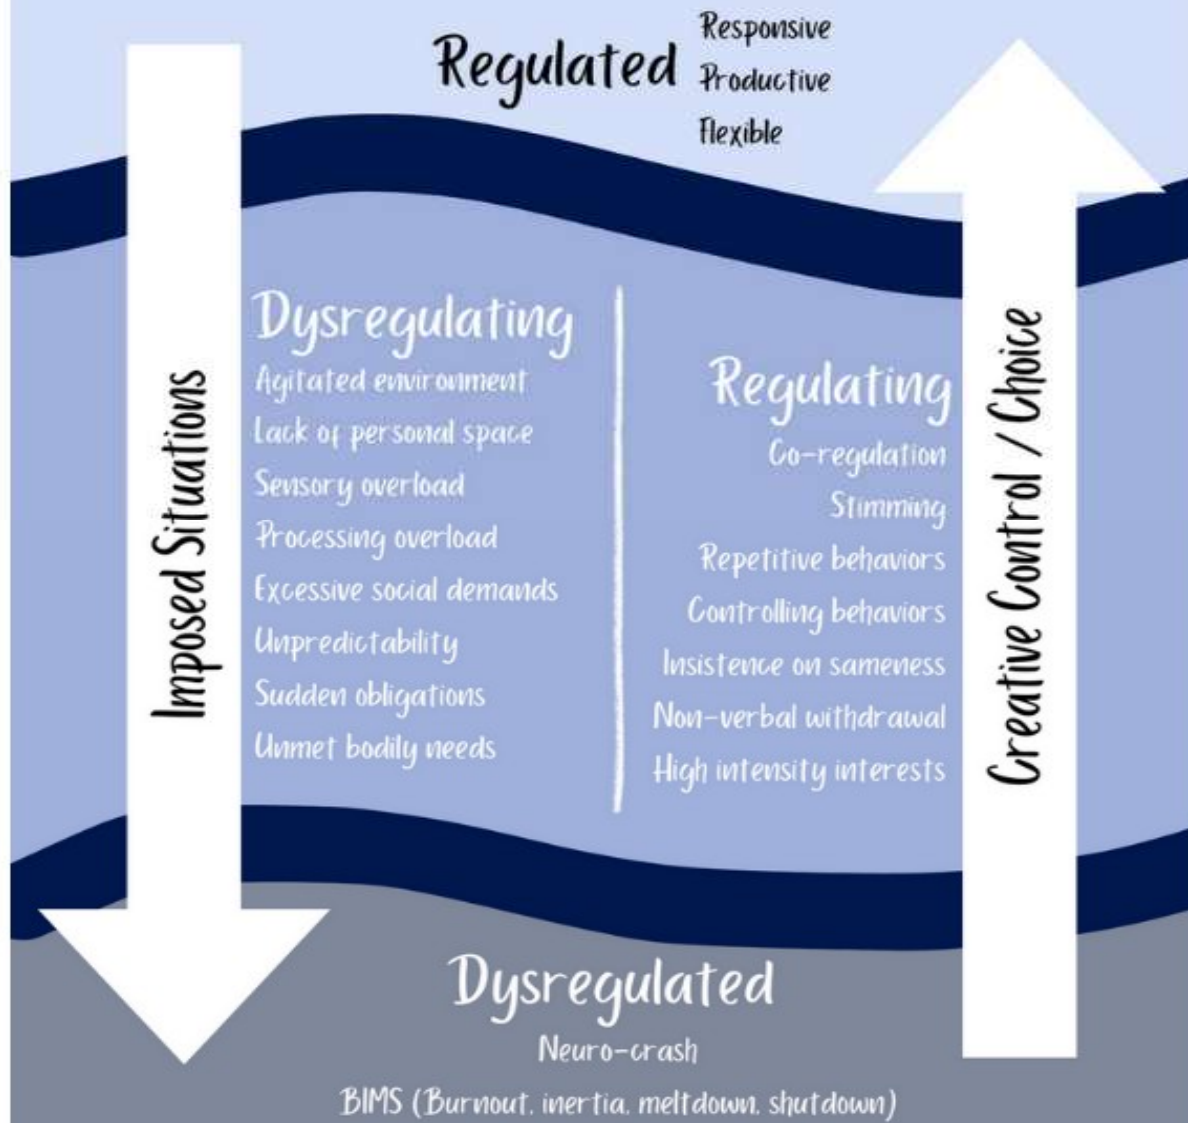 Regulated
Responsive
Productive
Flexible
Imposed Situations
Dysregulating
Agitated environment
Lack of personal space
Sensory overload
Processing overload
Excessive social demands
Unpredictability
Sudden obligations
Unmet bodily needs
Regulating
Co-regulation
Stimming
Repetitive behaviors
Controlling behaviors
Insistence on sameness
Non-verbal withdrawal
High intensity interests
Creative Control / Choice
Dysregulated
Neuro-crash
BIMS (Burnout, inertia, meltdown, shutdown)